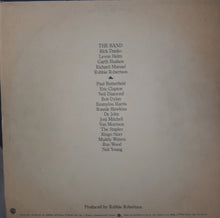 THE BAND
Rick Danko
Levon Helm
Garth Hudson
Richard Manuel
Robbie Robertson
Paul Butterfield
Eric Clapton
Neil Diamond
Bob Dylan
Emmylou Harris
Ronnie Hawkins
Dr. John
Joni Mitchell
Van Morrison
The Staples
Ringo Starr
Muddy Waters
Ron Wood
Neil Young
Produced by Robbie Robertson